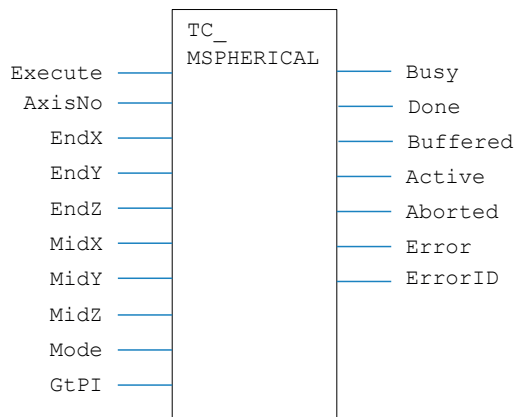 TC_
MSPHERICAL
Execute
AxisNo
EndX
EndY
EndZ
MidX
MidY
MidZ
Mode
GtPI
Busy
Done
Buffered
Active
Aborted
Error
ErrorID